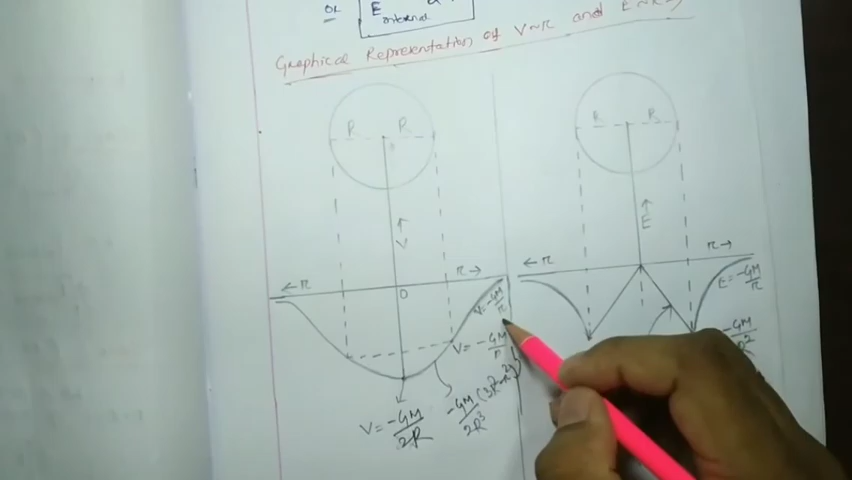 OR
E internal
Graphical Representation of V~r and E~r
R R
R R
↑ V
↑ E
← r
r →
← r
r →
O
V = -GM/r
E = -GM/r
V = -GM/R
-GM/R²
-GM/2R³ (3R²-r²)
V = -GM/2R